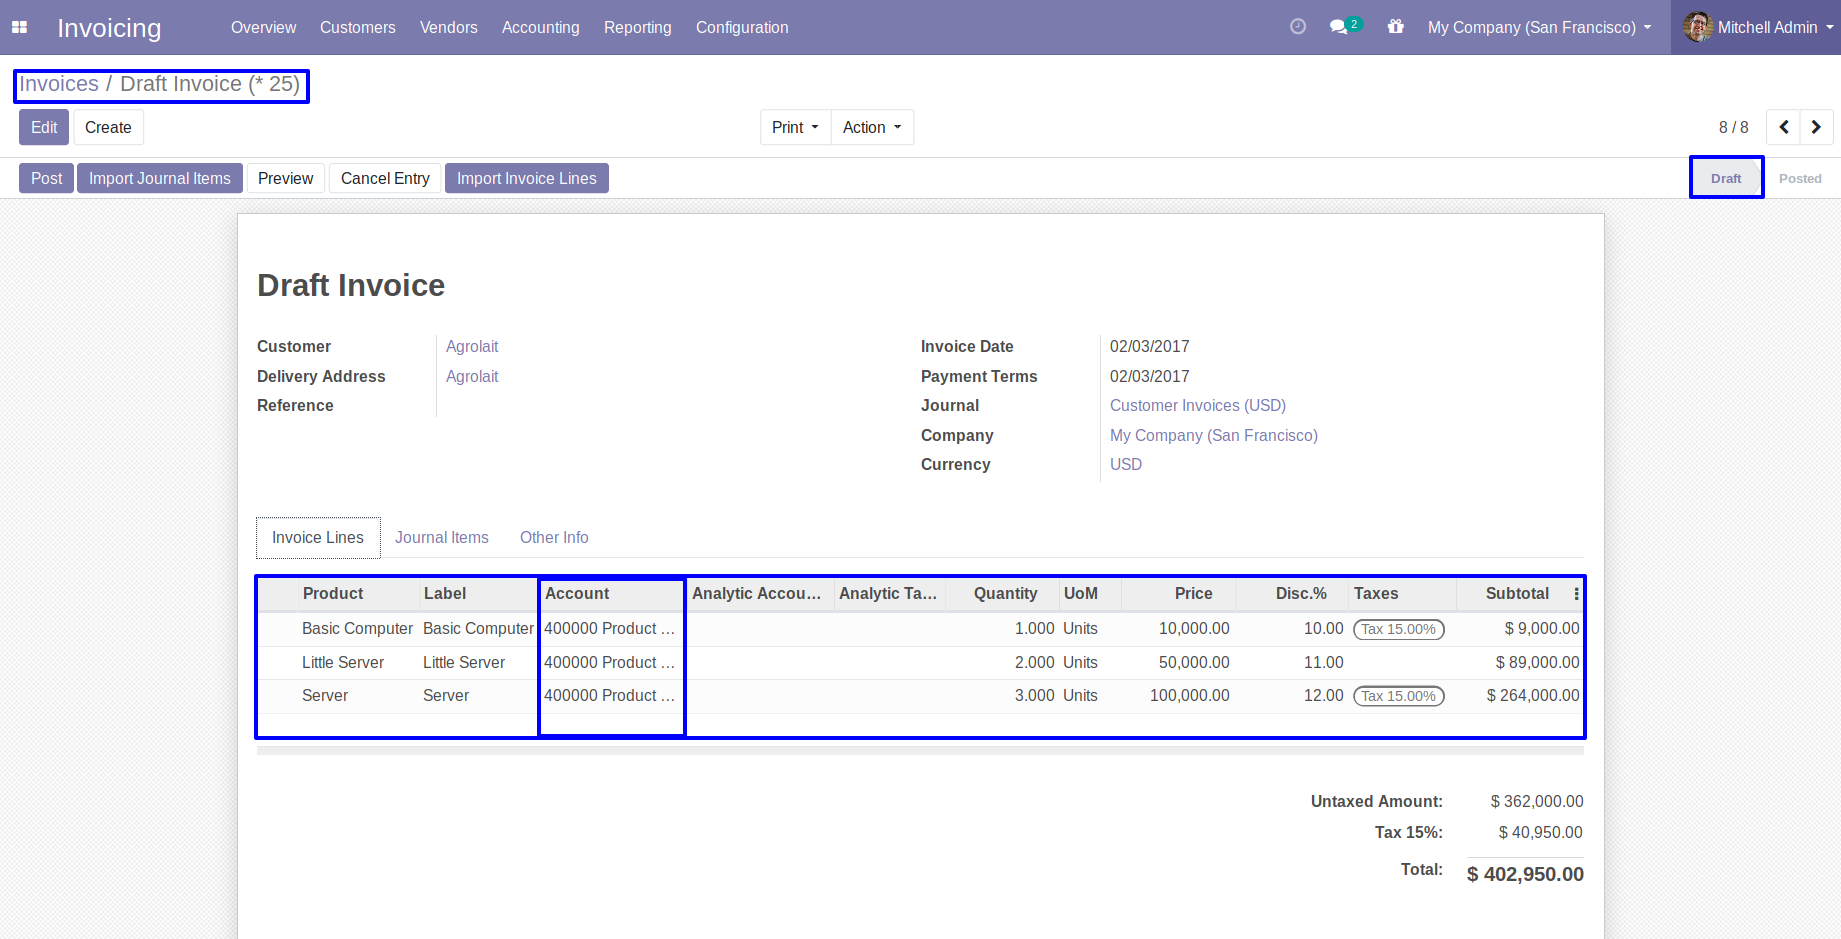 Invoicing Overview Customers Vendors Accounting Reporting Configuration 2 My Company (San Francisco) Mitchell Admin
Invoices / Draft Invoice (* 25)
Edit Create Print Action 8 / 8
Post Import Journal Items Preview Cancel Entry Import Invoice Lines Draft Posted
Draft Invoice
Customer Agrolait
Delivery Address Agrolait
Reference
Invoice Date 02/03/2017
Payment Terms 02/03/2017
Journal Customer Invoices (USD)
Company My Company (San Francisco)
Currency USD
Invoice Lines Journal Items Other Info
Product Label Account Analytic Accou... Analytic Ta... Quantity UoM Price Disc.% Taxes Subtotal
Basic Computer Basic Computer 400000 Product ... 1.000 Units 10,000.00 10.00 Tax 15.00% $ 9,000.00
Little Server Little Server 400000 Product ... 2.000 Units 50,000.00 11.00 $ 89,000.00
Server Server 400000 Product ... 3.000 Units 100,000.00 12.00 Tax 15.00% $ 264,000.00
Untaxed Amount: $ 362,000.00
Tax 15%: $ 40,950.00
Total: $ 402,950.00